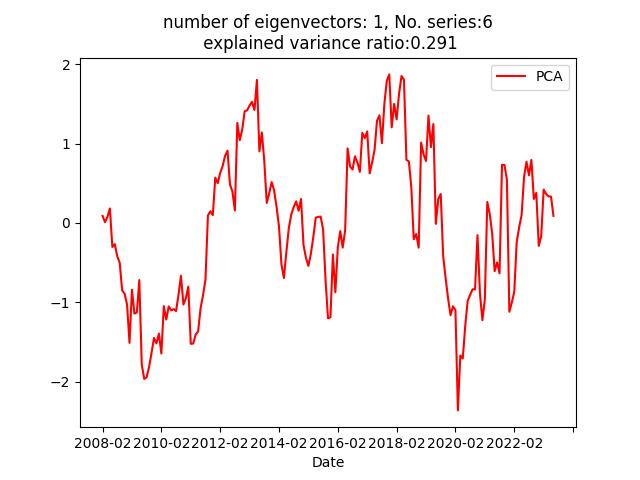 number of eigenvectors: 1, No. series:6
explained variance ratio:0.291
PCA
2
1
0
−1
−2
2008-02 2010-02 2012-02 2014-02 2016-02 2018-02 2020-02 2022-02
Date